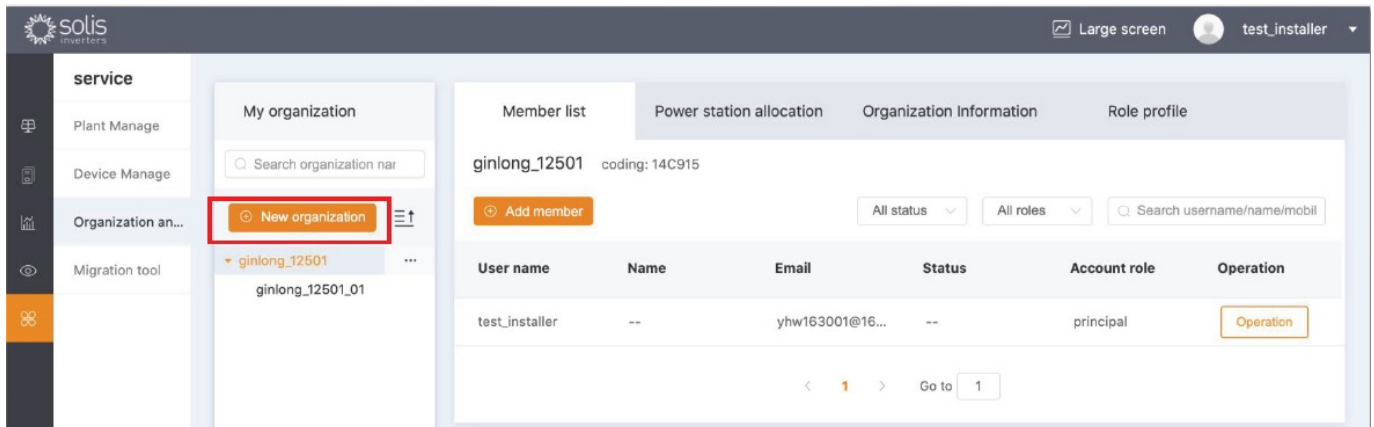 solis
inverters
Large screen
test_installer
service
Plant Manage
Device Manage
Organization an...
Migration tool
My organization
Search organization nar
New organization
ginlong_12501
...
ginlong_12501_01
Member list
Power station allocation
Organization Information
Role profile
ginlong_12501 coding: 14C915
Add member
All status
All roles
Search username/name/mobil
User name Name Email Status Account role Operation
test_installer -- yhw163001@16... -- principal Operation
< 1 > Go to 1